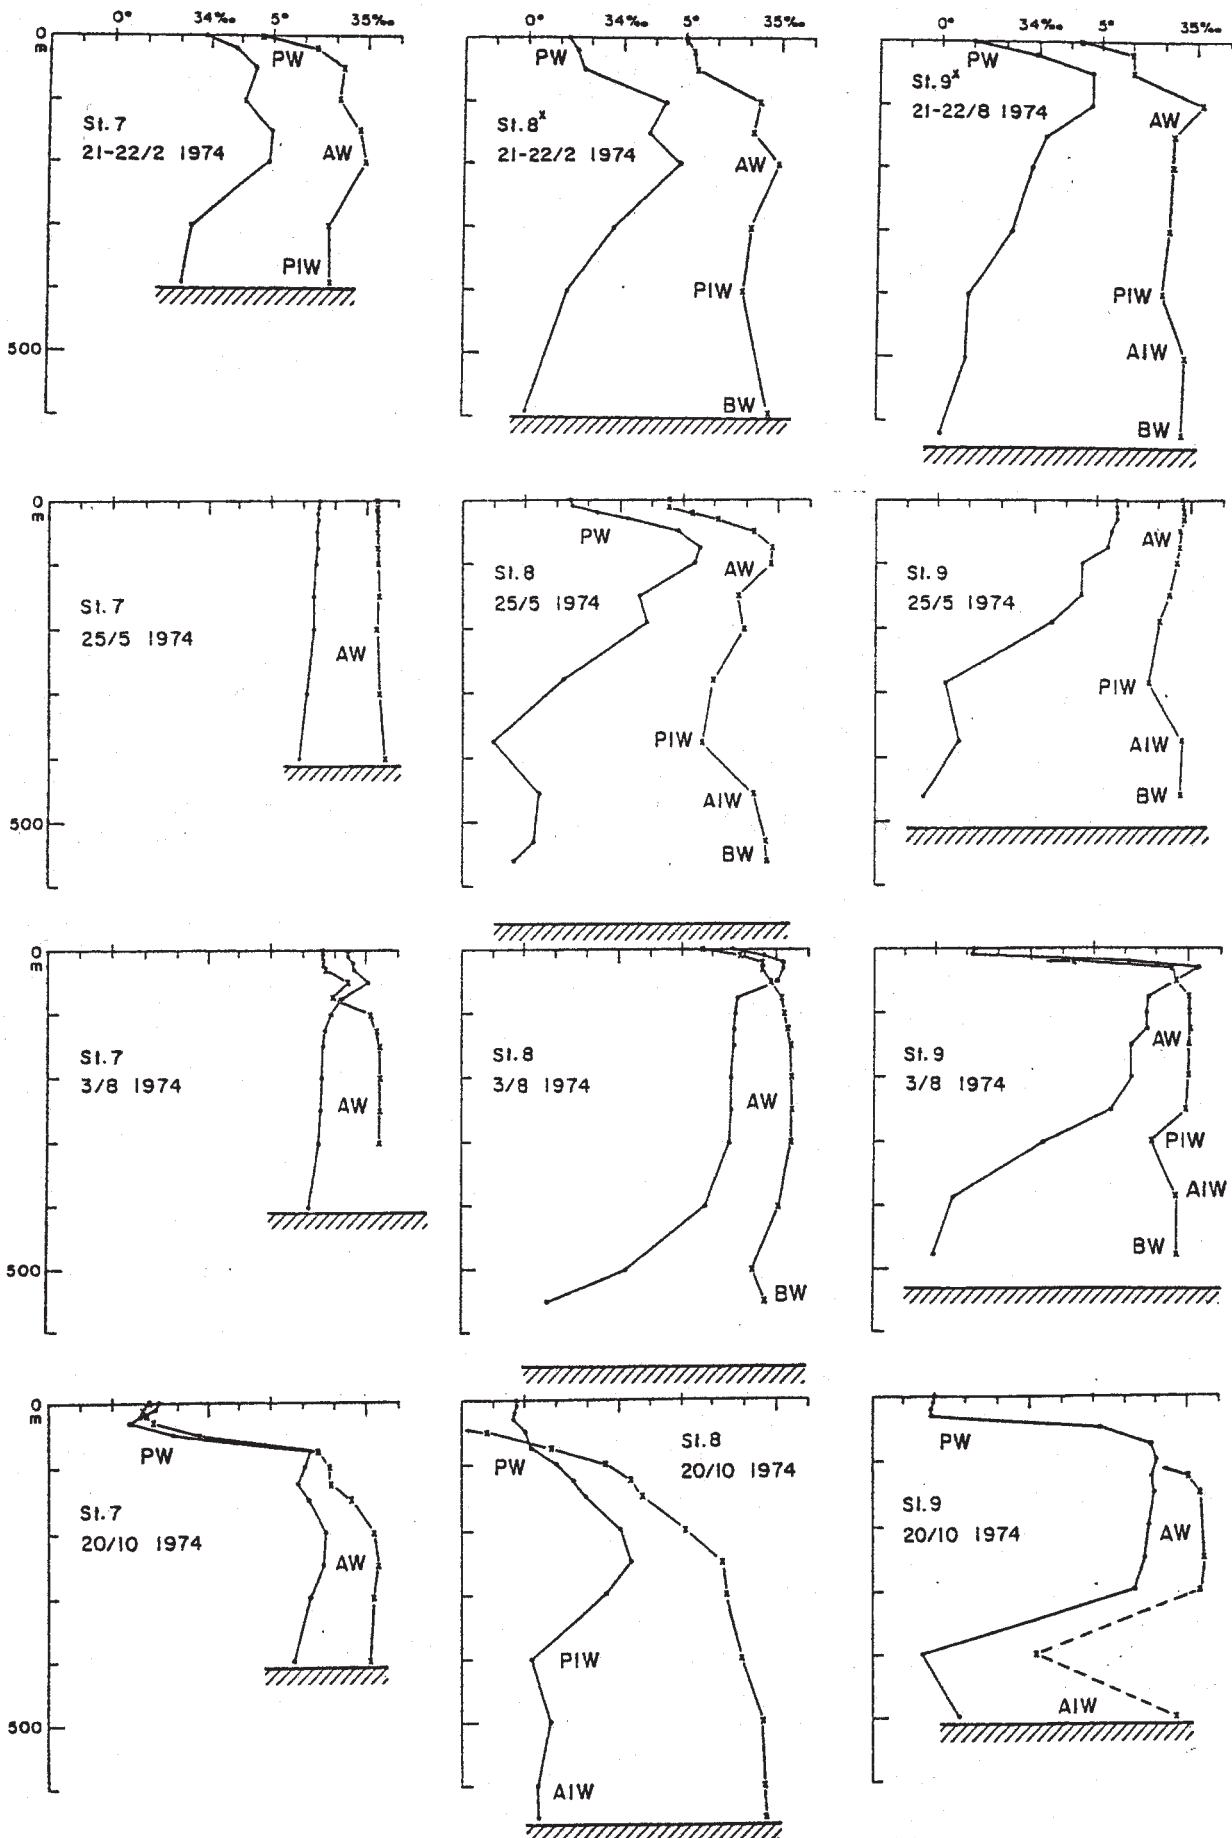 0° 34‰ 5° 35‰
0° 34‰ 5° 35‰
0° 34‰ 5° 35‰
0
m
500
PW
St.7
21-22/2 1974
AW
PIW
PW
St.8x
21-22/2 1974
AW
PIW
BW
PW
St.9x
21-22/8 1974
AW
PIW
AIW
BW
0
m
500
St.7
25/5 1974
AW
PW
St.8
25/5 1974
AW
PIW
AIW
BW
AW
St.9
25/5 1974
PIW
AIW
BW
0
m
500
St.7
3/8 1974
AW
St.8
3/8 1974
AW
BW
St.9
3/8 1974
AW
PIW
AIW
BW
0
m
500
PW
St.7
20/10 1974
AW
PW
St.8
20/10 1974
PIW
AIW
PW
St.9
20/10 1974
AW
AIW